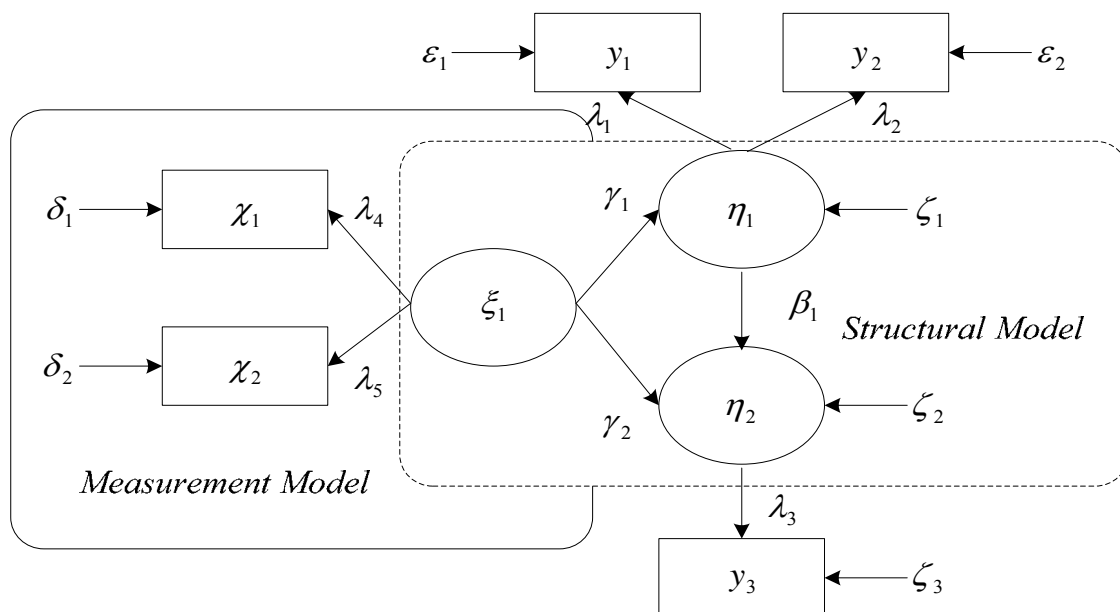 ε₁
y₁
y₂
ε₂
λ₁
λ₂
δ₁
χ₁
λ₄
γ₁
η₁
ζ₁
ξ₁
β₁
Structural Model
δ₂
χ₂
λ₅
γ₂
η₂
ζ₂
Measurement Model
λ₃
y₃
ζ₃